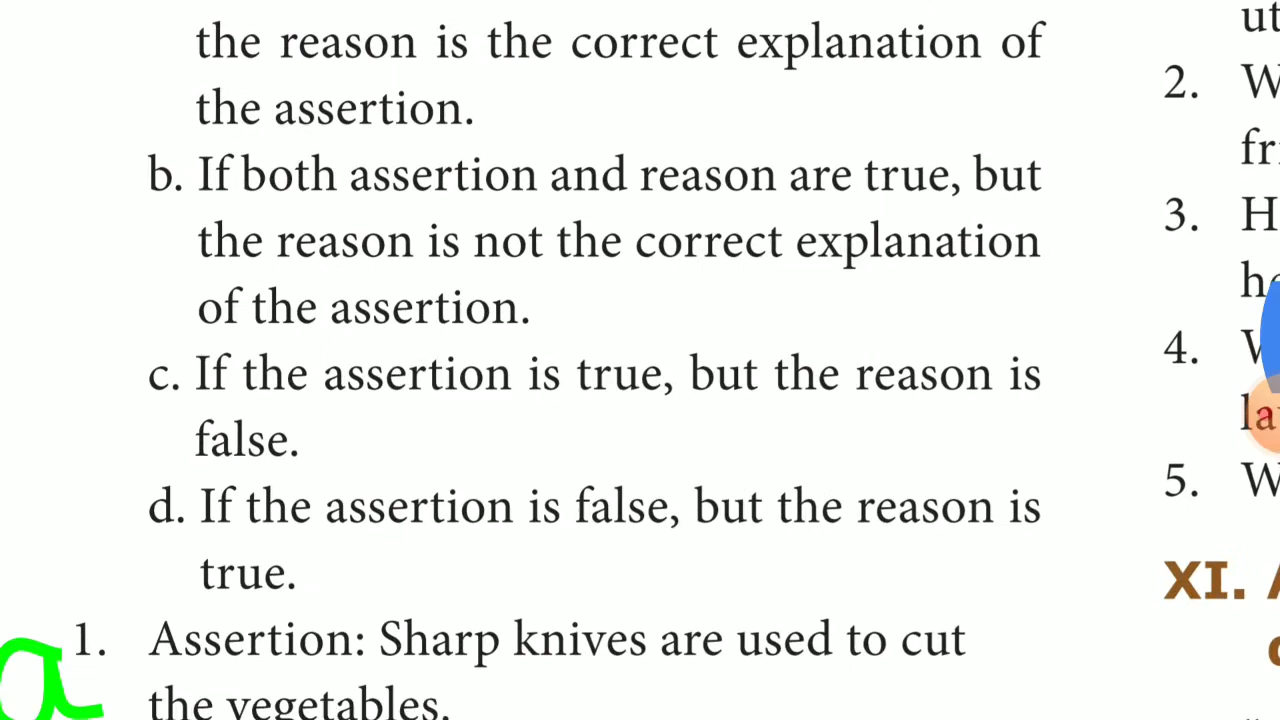 the reason is the correct explanation of
the assertion.
b. If both assertion and reason are true, but
the reason is not the correct explanation
of the assertion.
c. If the assertion is true, but the reason is
false.
d. If the assertion is false, but the reason is
true.
a 1. Assertion: Sharp knives are used to cut
the vegetables.
2.
3.
4.
5.
XI.